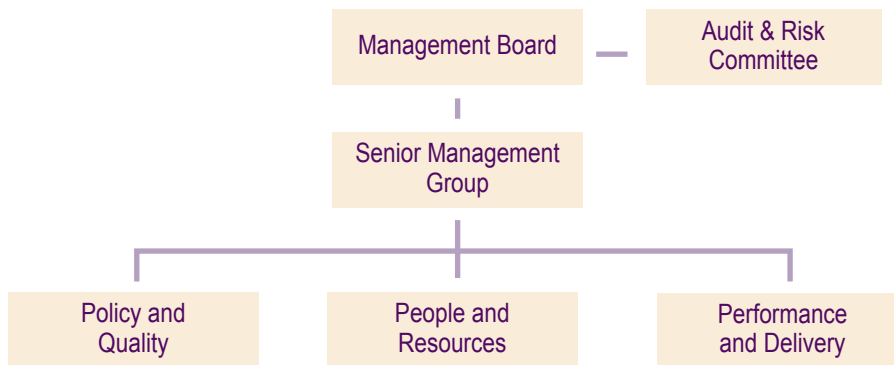 Management Board
Audit & Risk
Committee
Senior Management
Group
Policy and
Quality
People and
Resources
Performance
and Delivery